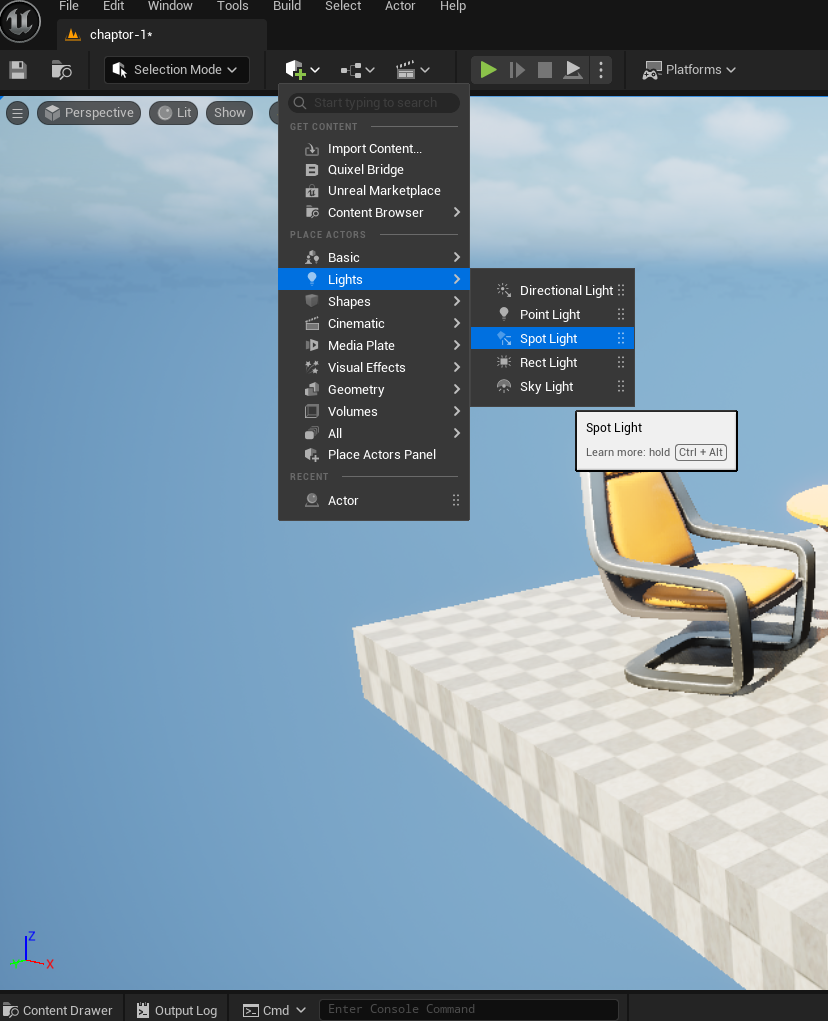 File Edit Window Tools Build Select Actor Help
chaptor-1*
Selection Mode Platforms
Start typing to search
Perspective Lit Show
GET CONTENT
Import Content...
Quixel Bridge
Unreal Marketplace
Content Browser
PLACE ACTORS
Basic
Lights
Shapes
Cinematic
Media Plate
Visual Effects
Geometry
Volumes
All
Place Actors Panel
RECENT
Actor
Directional Light
Point Light
Spot Light
Rect Light
Sky Light
Spot Light
Learn more: hold Ctrl + Alt
Z
Y X
Content Drawer Output Log Cmd Enter Console Command